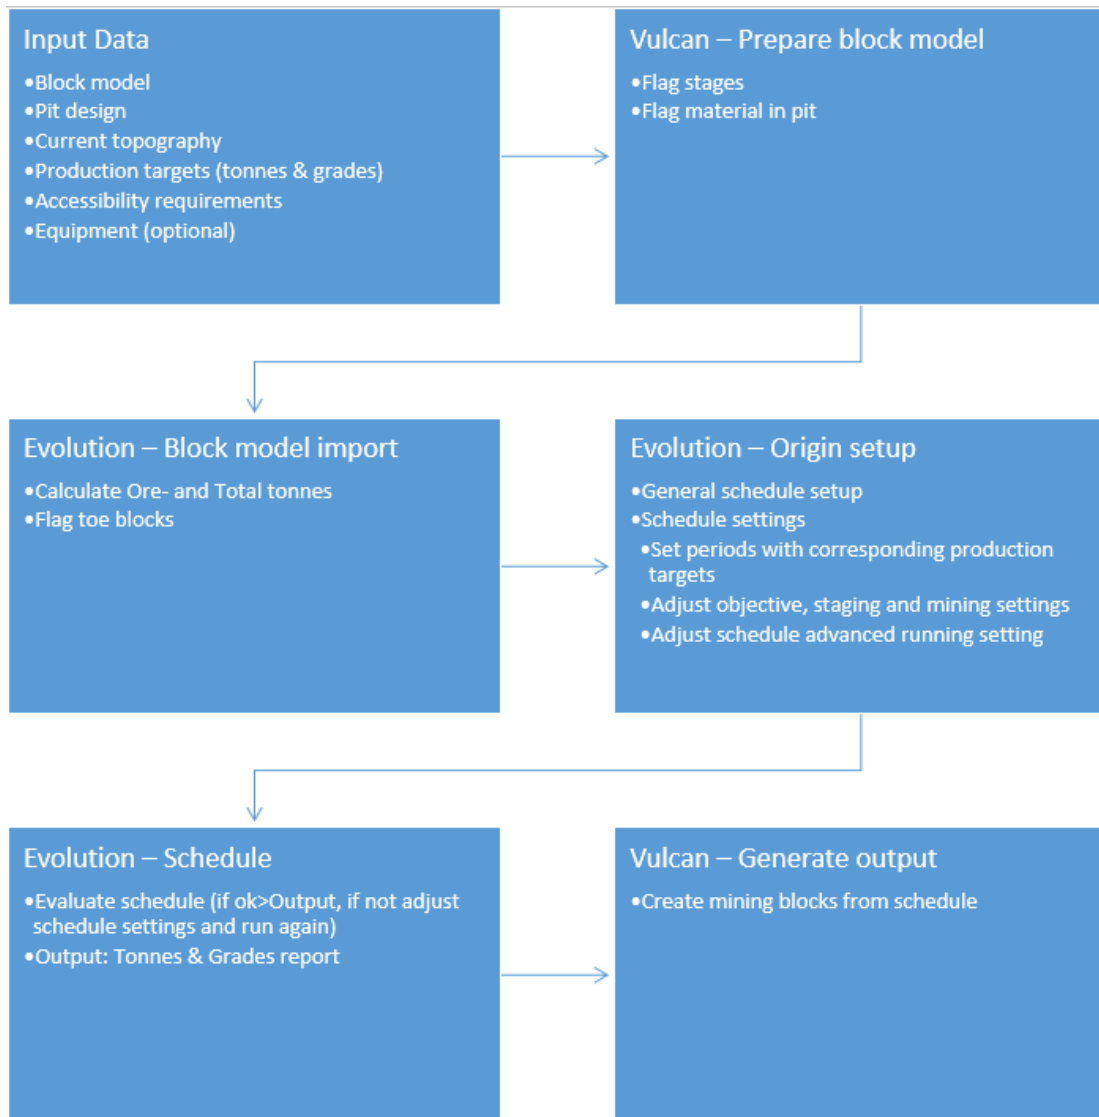 Input Data
•Block model
•Pit design
•Current topography
•Production targets (tonnes & grades)
•Accessibility requirements
•Equipment (optional)
Vulcan – Prepare block model
•Flag stages
•Flag material in pit
Evolution – Block model import
•Calculate Ore- and Total tonnes
•Flag toe blocks
Evolution – Origin setup
•General schedule setup
•Schedule settings
•Set periods with corresponding production
targets
•Adjust objective, staging and mining settings
•Adjust schedule advanced running setting
Evolution – Schedule
•Evaluate schedule (if ok>Output, if not adjust
schedule settings and run again)
•Output: Tonnes & Grades report
Vulcan – Generate output
•Create mining blocks from schedule